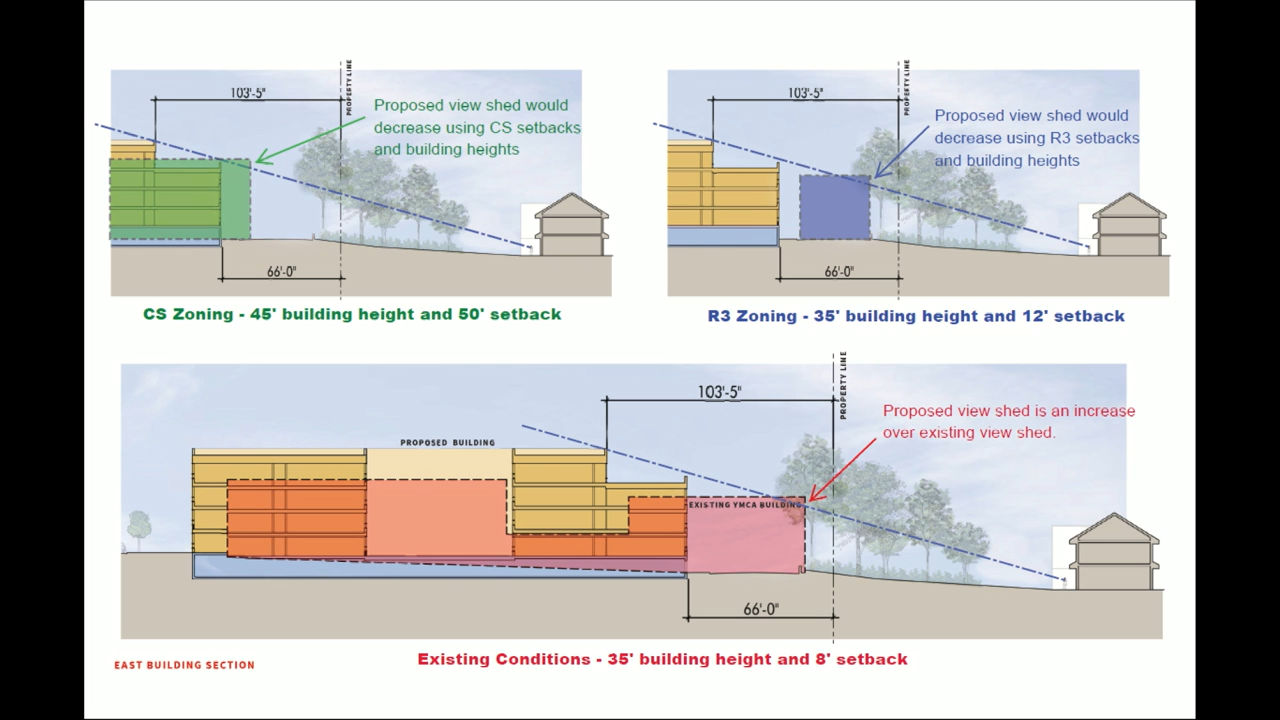 103'-5"
PROPERTY LINE
Proposed view shed would
decrease using CS setbacks
and building heights
66'-0"
CS Zoning - 45' building height and 50' setback
103'-5"
PROPERTY LINE
Proposed view shed would
decrease using R3 setbacks
and building heights
66'-0"
R3 Zoning - 35' building height and 12' setback
103'-5"
PROPERTY LINE
Proposed view shed is an increase
over existing view shed.
PROPOSED BUILDING
EXISTING YMCA BUILDING
66'-0"
EAST BUILDING SECTION
Existing Conditions - 35' building height and 8' setback